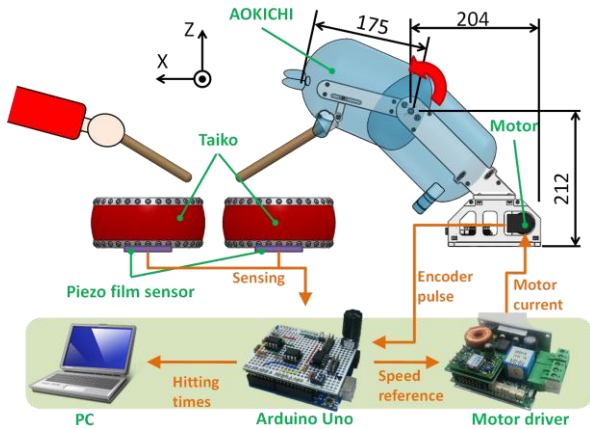 AOKICHI
175
204
Z
X
Taiko
Motor
212
Sensing
Piezo film sensor
Encoder
pulse
Motor
current
Hitting
times
Speed
reference
PC
Arduino Uno
Motor driver